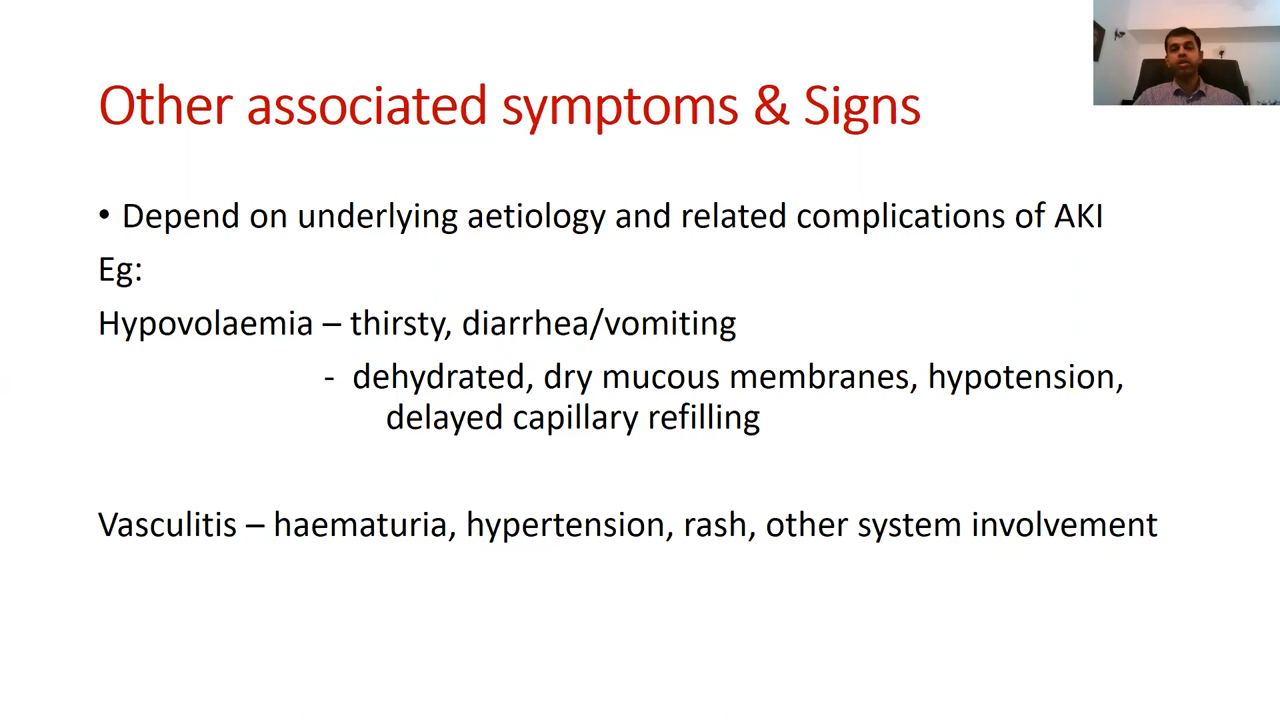 Other associated symptoms & Signs
• Depend on underlying aetiology and related complications of AKI
Eg:
Hypovolaemia – thirsty, diarrhea/vomiting
- dehydrated, dry mucous membranes, hypotension,
delayed capillary refilling
Vasculitis – haematuria, hypertension, rash, other system involvement